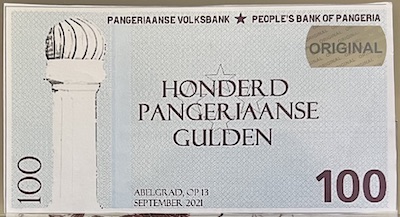 PANGERIAANSE VOLKSBANK ★ PEOPLE'S BANK OF PANGERIA
ORIGINAL
HONDERD
PANGERIAANSE
GULDEN
100
ABELGRAD, OP 13
SEPTEMBER 2021
100